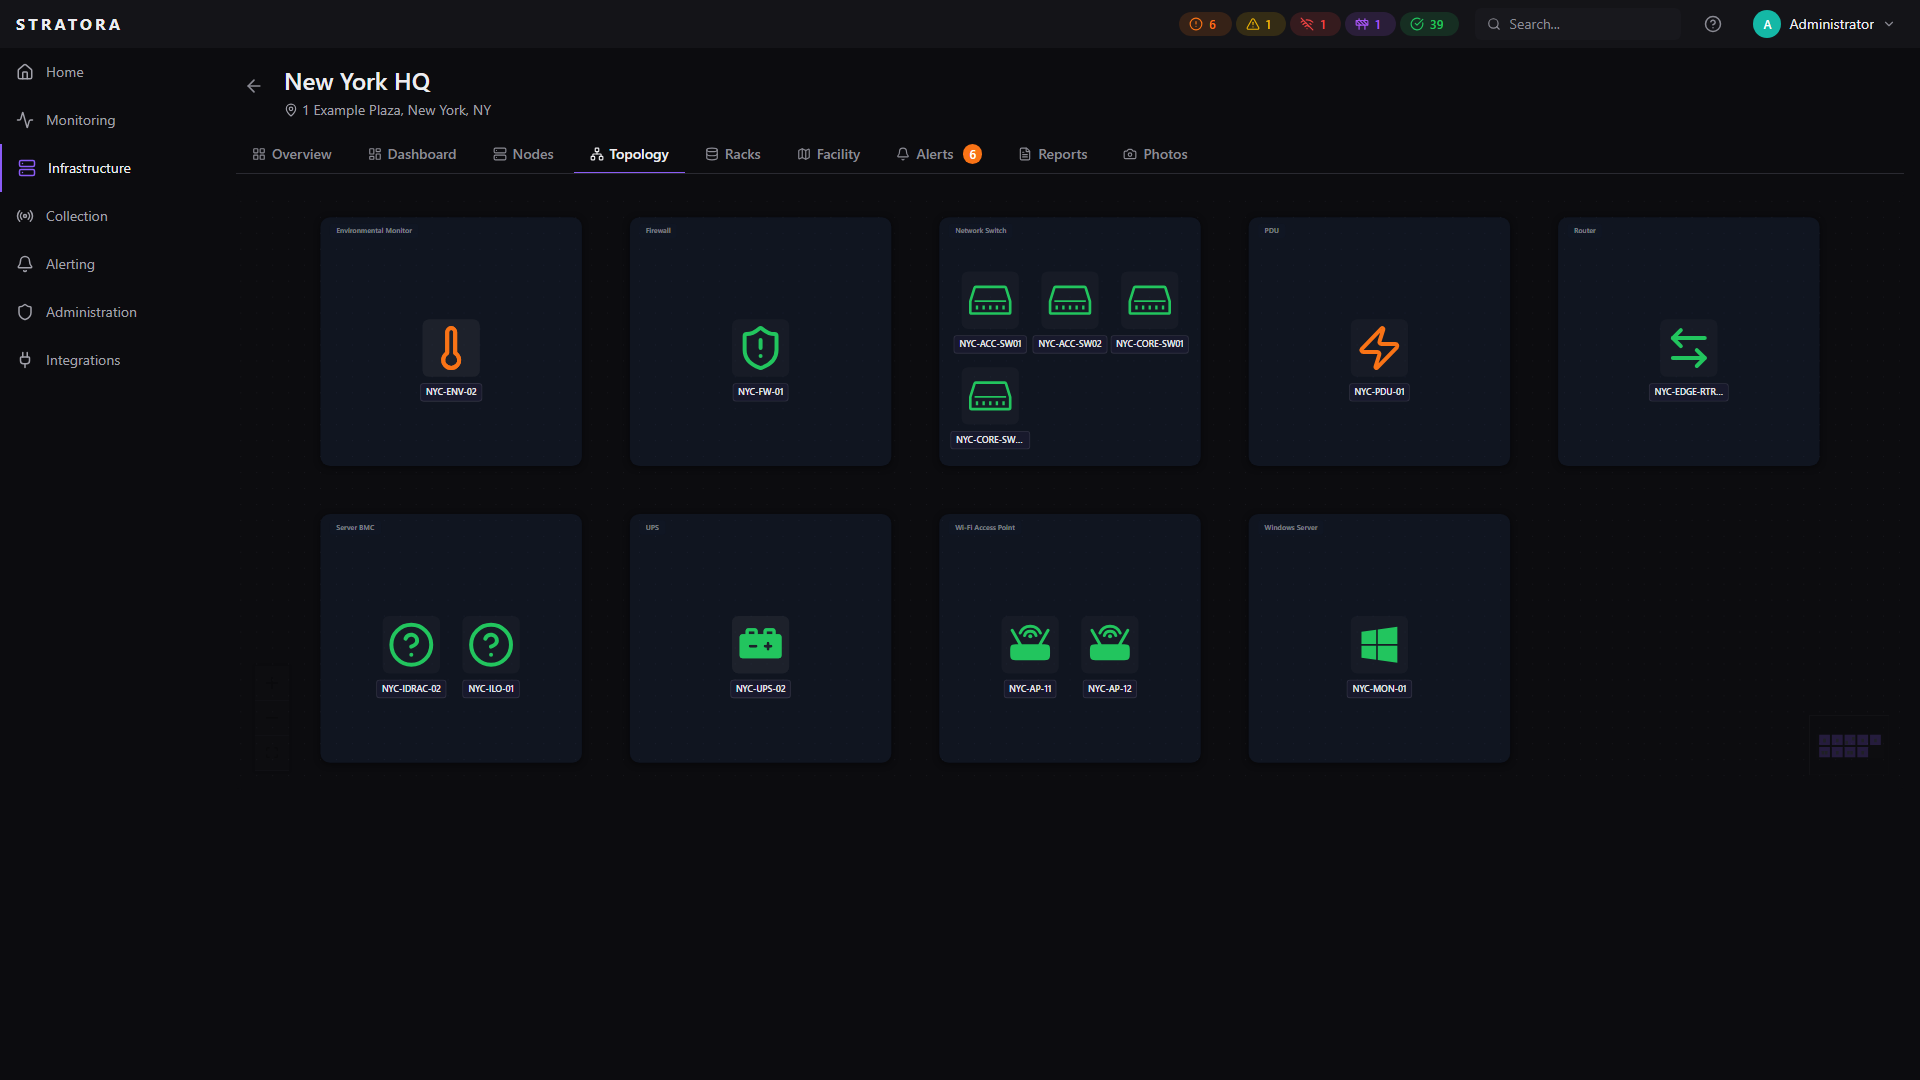 STRATORA
6
1
1
1
39
Search...
A
Administrator
Home
Monitoring
Infrastructure
Collection
Alerting
Administration
Integrations
New York HQ
1 Example Plaza, New York, NY
Overview
Dashboard
Nodes
Topology
Racks
Facility
Alerts 6
Reports
Photos
Environmental Monitor
NYC-ENV-02
Firewall
NYC-FW-01
Network Switch
NYC-ACC-SW01
NYC-ACC-SW02
NYC-CORE-SW01
NYC-CORE-SW...
PDU
NYC-PDU-01
Router
NYC-EDGE-RTR...
Server BMC
NYC-IDRAC-02
NYC-ILO-01
UPS
NYC-UPS-02
Wi-Fi Access Point
NYC-AP-11
NYC-AP-12
Windows Server
NYC-MON-01